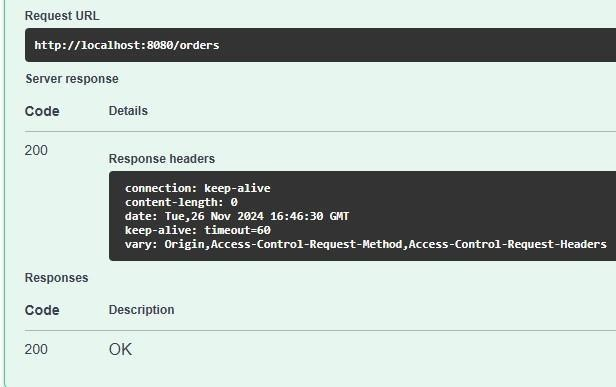 Request URL
http://localhost:8080/orders
Server response
Code Details
200
Response headers
connection: keep-alive
content-length: 0
date: Tue,26 Nov 2024 16:46:30 GMT
keep-alive: timeout=60
vary: Origin,Access-Control-Request-Method,Access-Control-Request-Headers
Responses
Code Description
200 OK